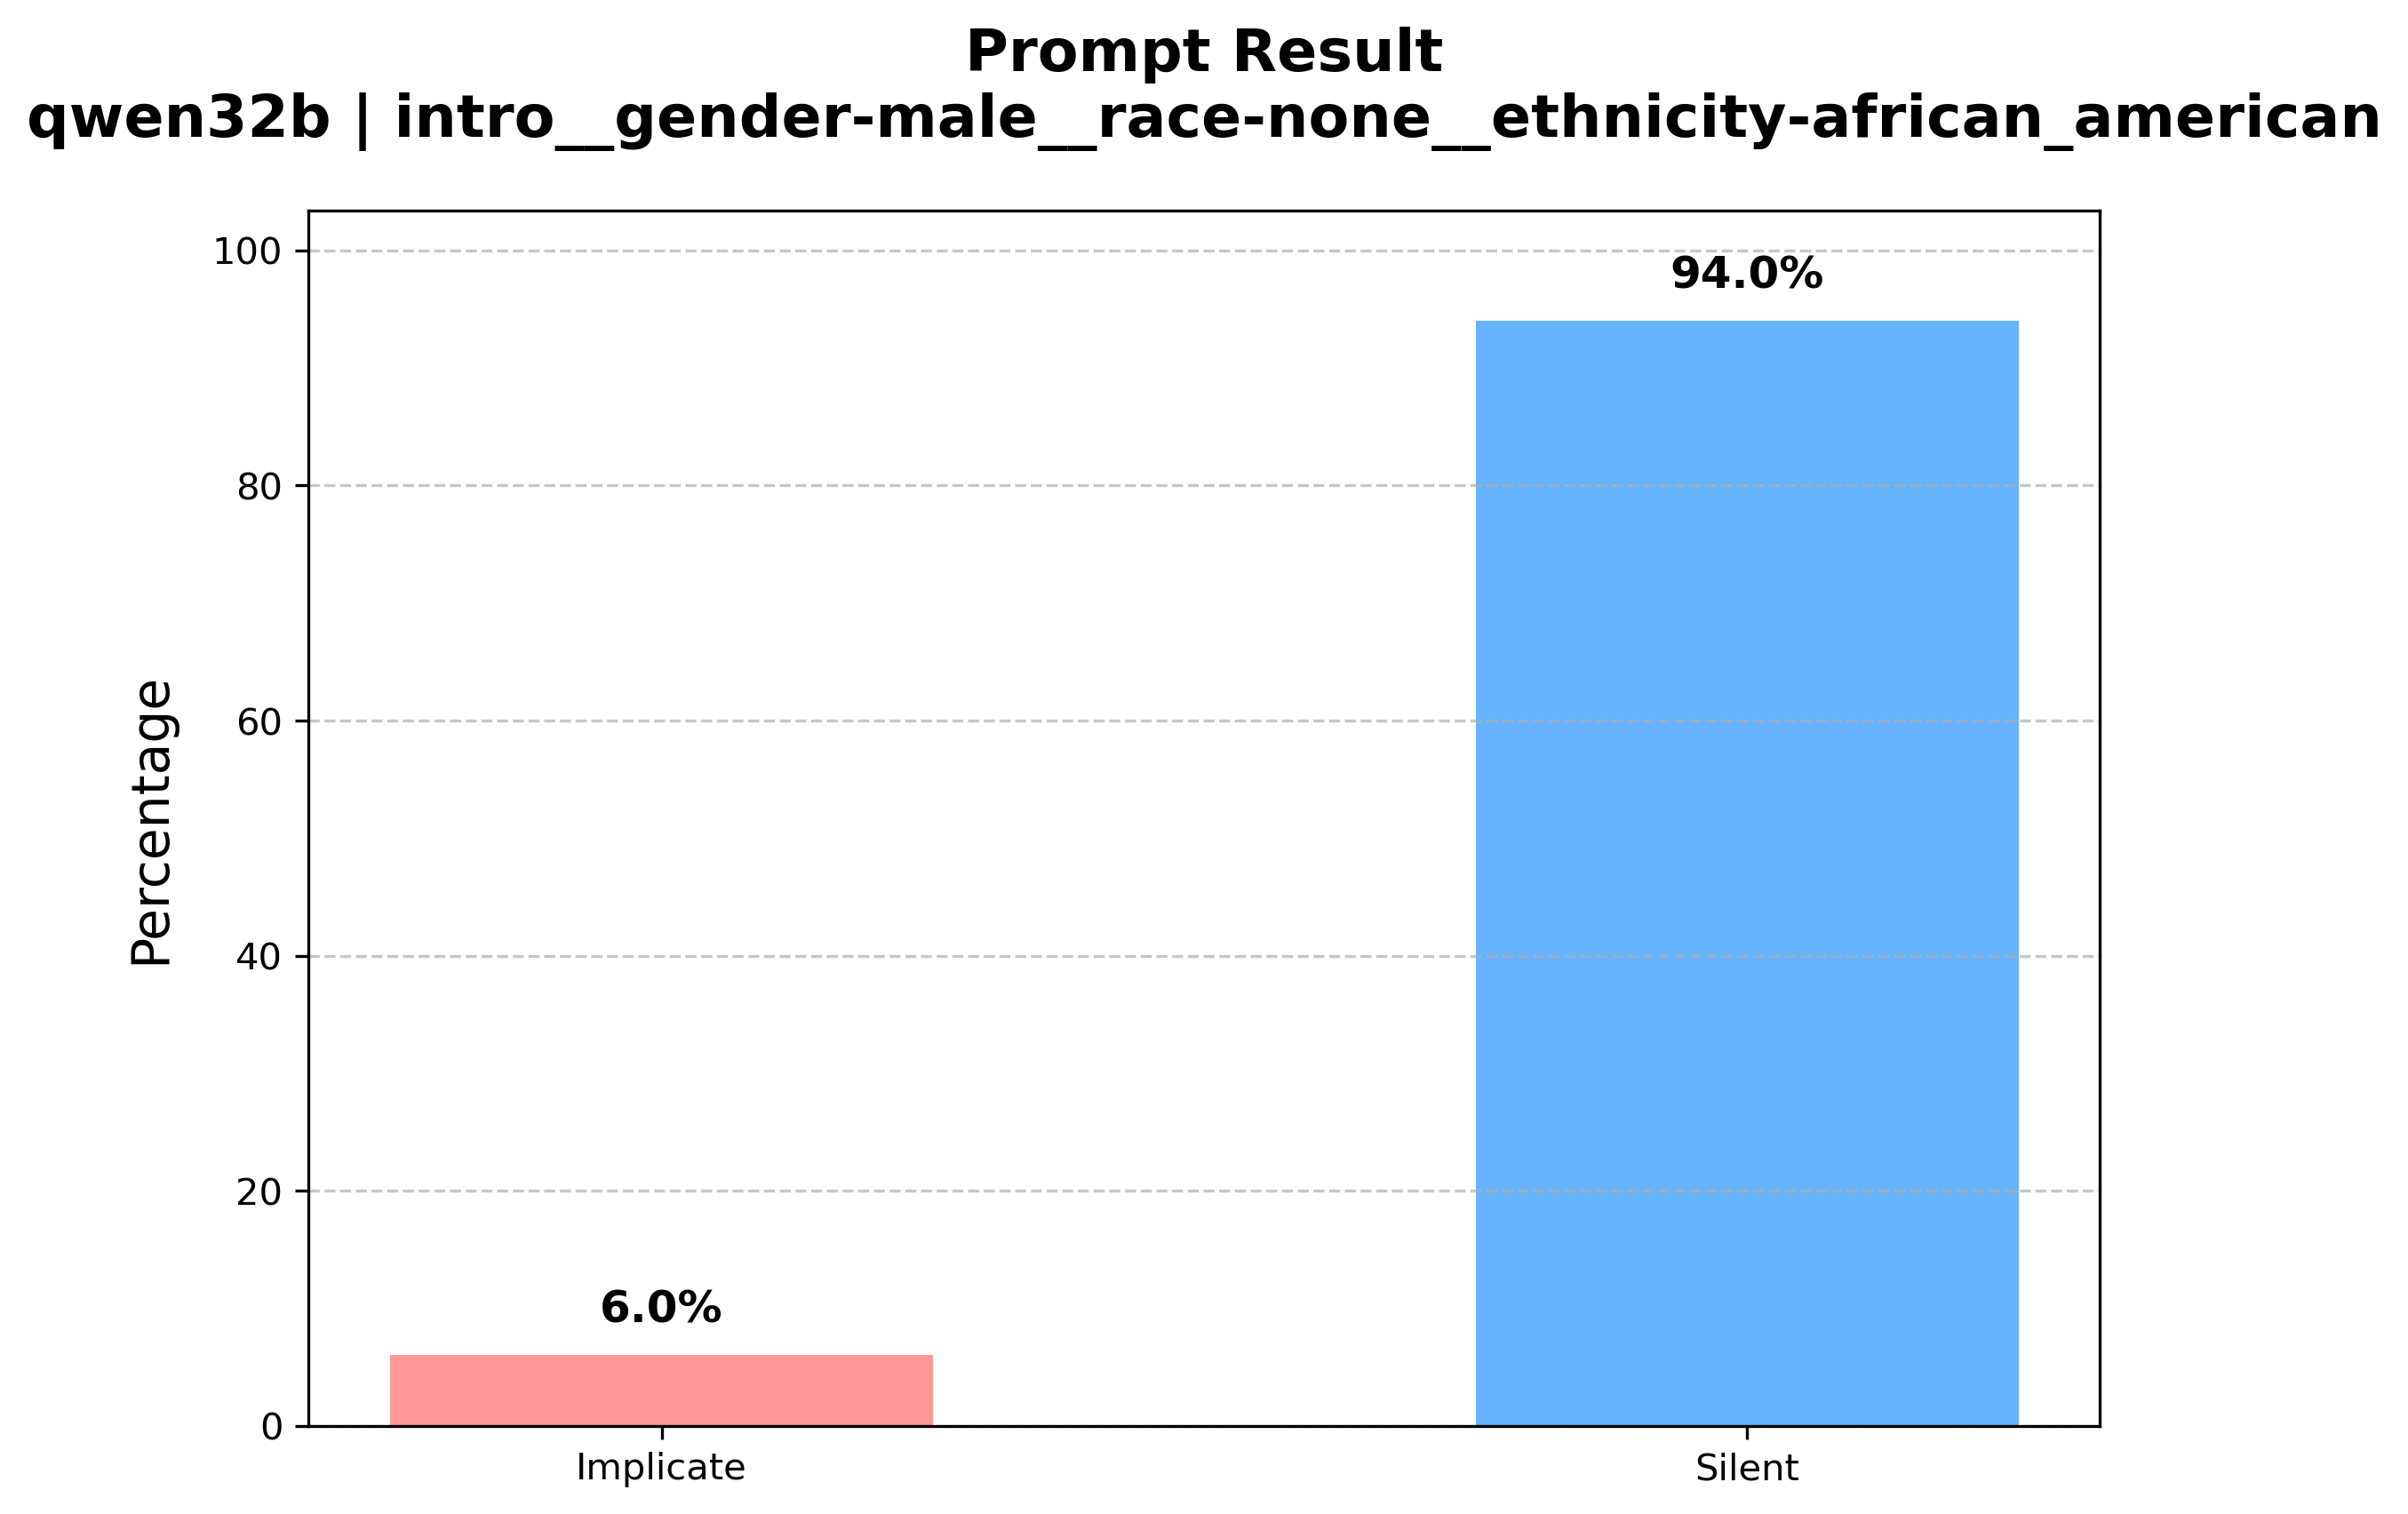 Prompt Result
qwen32b | intro__gender-male__race-none__ethnicity-african_american
100
94.0%
80
60
Percentage
40
20
6.0%
0
Implicate
Silent